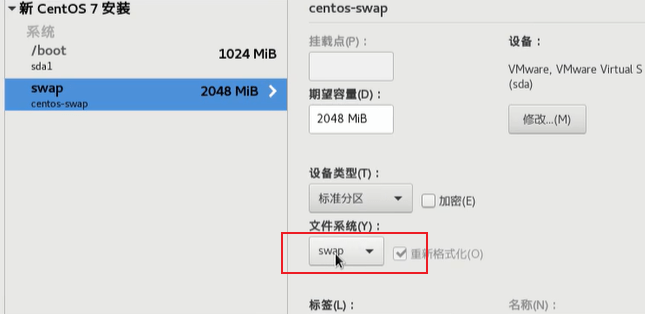 新 CentOS 7 安装
系统
/boot
1024 MiB
sda1
swap
2048 MiB
centos-swap
centos-swap
挂载点(P)：
设备：
VMware, VMware Virtual S
(sda)
期望容量(D)：
2048 MiB
修改...(M)
设备类型(T)：
标准分区
加密(E)
文件系统(Y)：
swap
重新格式化(O)
标签(L)：
名称(N)：